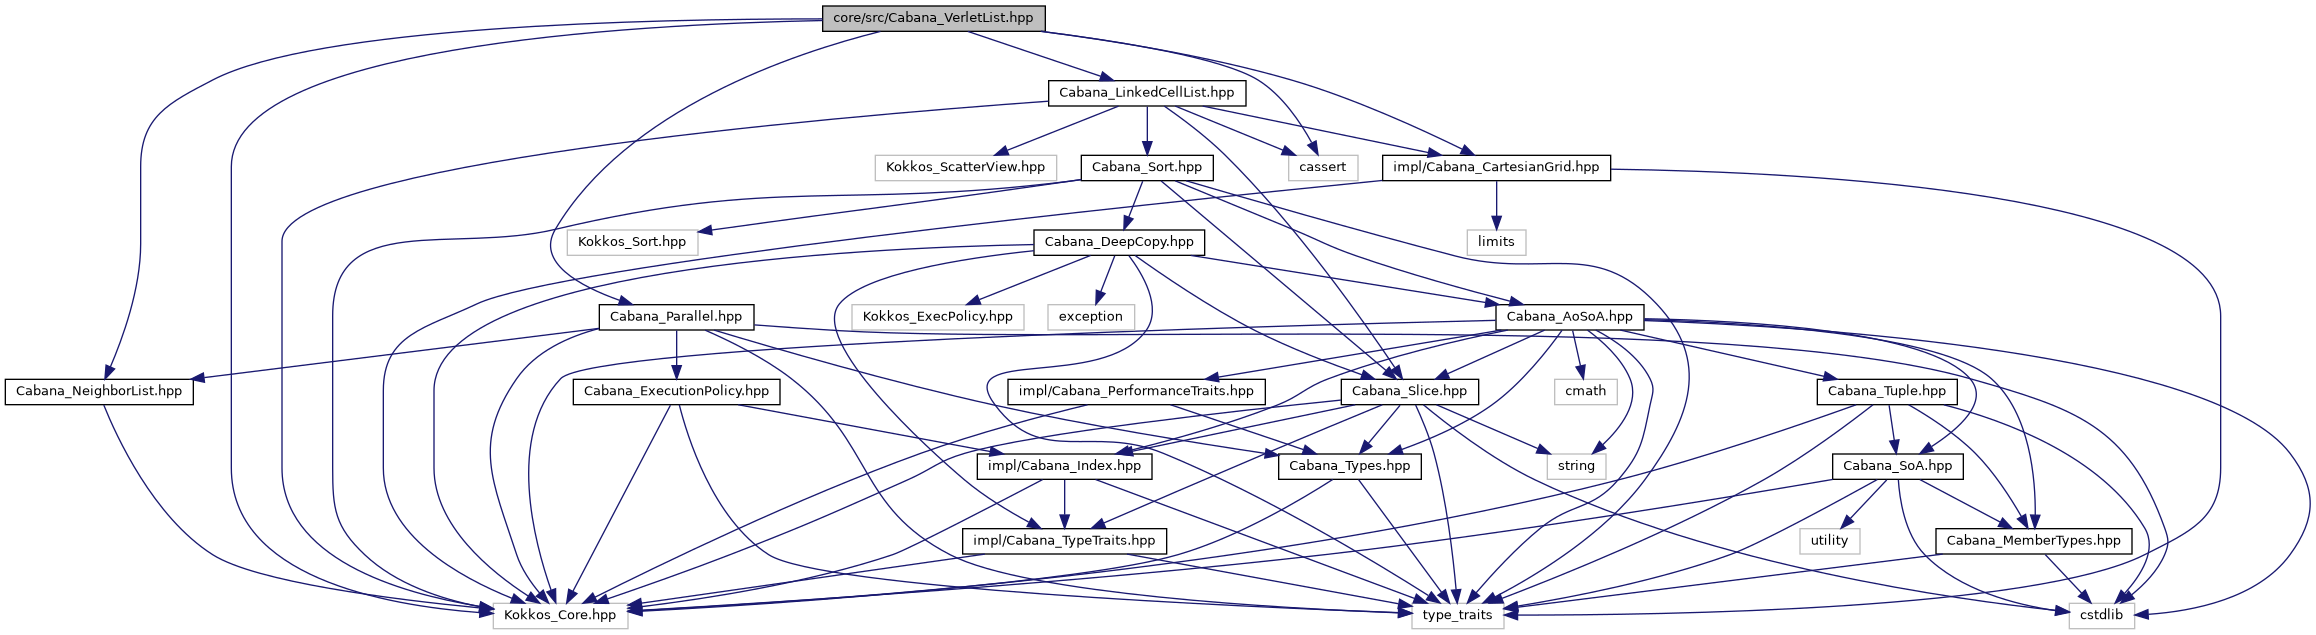 core/src/Cabana_VerletList.hpp
Cabana_LinkedCellList.hpp
Kokkos_ScatterView.hpp
Cabana_Sort.hpp
cassert
impl/Cabana_CartesianGrid.hpp
Kokkos_Sort.hpp
Cabana_DeepCopy.hpp
limits
Cabana_Parallel.hpp
Kokkos_ExecPolicy.hpp
exception
Cabana_AoSoA.hpp
Cabana_NeighborList.hpp
Cabana_ExecutionPolicy.hpp
impl/Cabana_PerformanceTraits.hpp
Cabana_Slice.hpp
cmath
Cabana_Tuple.hpp
impl/Cabana_Index.hpp
Cabana_Types.hpp
string
Cabana_SoA.hpp
impl/Cabana_TypeTraits.hpp
utility
Cabana_MemberTypes.hpp
Kokkos_Core.hpp
type_traits
cstdlib